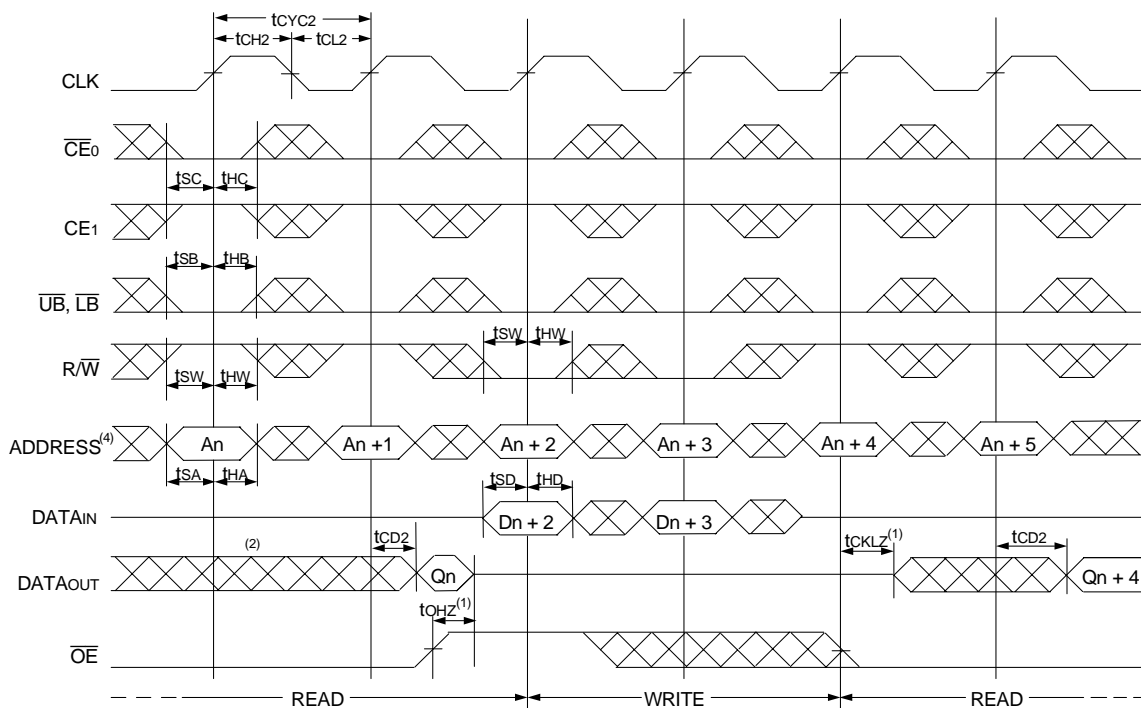 tCYC2
tCH2 tCL2
CLK
CE0
tSC tHC
CE1
tSB tHB
UB, LB
tSW tHW
R/W
tSW tHW
ADDRESS(4) An An + 1 An + 2 An + 3 An + 4 An + 5
tSA tHA tSD tHD
DATAIN Dn + 2 Dn + 3
(2) tCD2 tCKLZ(1) tCD2
DATAOUT Qn Qn + 4
tOHZ(1)
OE
READ WRITE READ